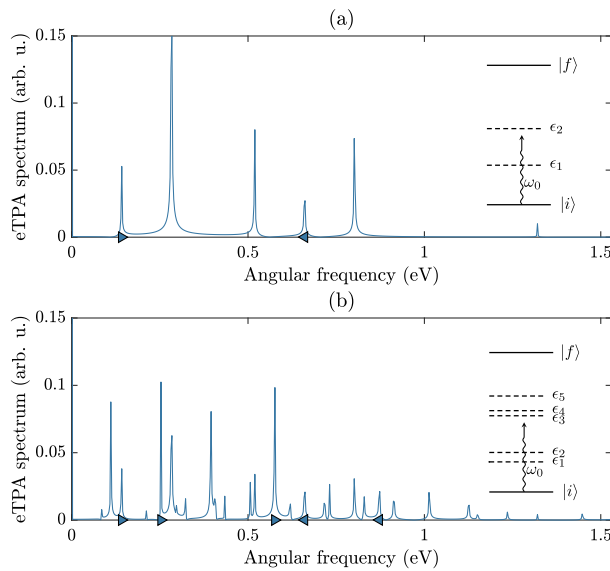 (a)
eTPA spectrum (arb. u.)
0.15
0.1
0.05
0
0 0.5 1 1.5
Angular frequency (eV)
|f⟩
ϵ₂
ϵ₁
ω₀
|i⟩
(b)
eTPA spectrum (arb. u.)
0.15
0.1
0.05
0
0 0.5 1 1.5
Angular frequency (eV)
|f⟩
ϵ₅
ϵ₄
ϵ₃
ϵ₂
ϵ₁
ω₀
|i⟩